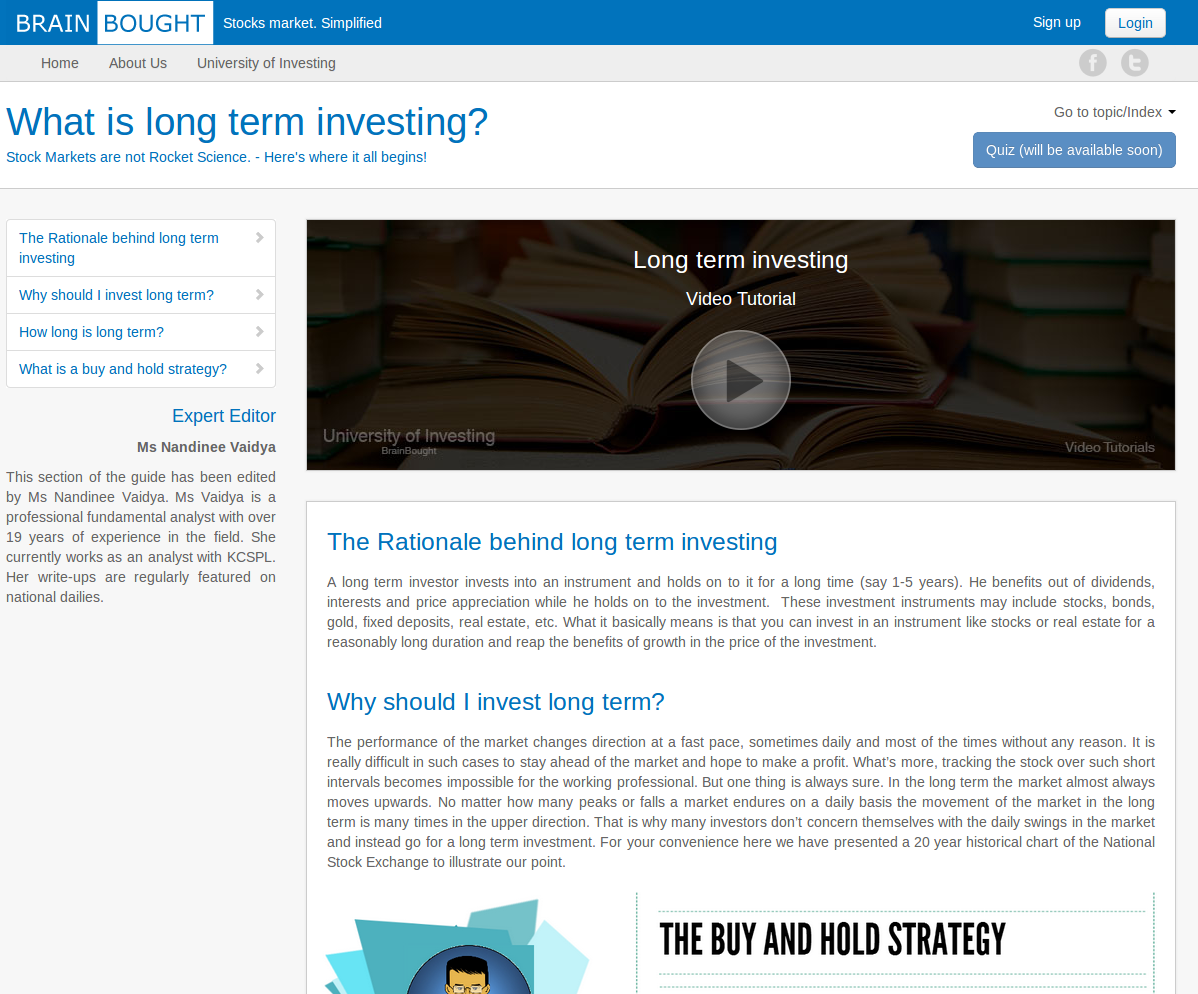 BRAIN BOUGHT Stocks market. Simplified Sign up Login
Home About Us University of Investing
What is long term investing?
Stock Markets are not Rocket Science. - Here's where it all begins!
Go to topic/Index
Quiz (will be available soon)
The Rationale behind long term
investing
Why should I invest long term?
How long is long term?
What is a buy and hold strategy?
Expert Editor
Ms Nandinee Vaidya
This section of the guide has been edited
by Ms Nandinee Vaidya. Ms Vaidya is a
professional fundamental analyst with over
19 years of experience in the field. She
currently works as an analyst with KCSPL.
Her write-ups are regularly featured on
national dailies.
Long term investing
Video Tutorial
University of Investing
BrainBought
Video Tutorials
The Rationale behind long term investing
A long term investor invests into an instrument and holds on to it for a long time (say 1-5 years). He benefits out of dividends,
interests and price appreciation while he holds on to the investment. These investment instruments may include stocks, bonds,
gold, fixed deposits, real estate, etc. What it basically means is that you can invest in an instrument like stocks or real estate for a
reasonably long duration and reap the benefits of growth in the price of the investment.
Why should I invest long term?
The performance of the market changes direction at a fast pace, sometimes daily and most of the times without any reason. It is
really difficult in such cases to stay ahead of the market and hope to make a profit. What’s more, tracking the stock over such short
intervals becomes impossible for the working professional. But one thing is always sure. In the long term the market almost always
moves upwards. No matter how many peaks or falls a market endures on a daily basis the movement of the market in the long
term is many times in the upper direction. That is why many investors don’t concern themselves with the daily swings in the market
and instead go for a long term investment. For your convenience here we have presented a 20 year historical chart of the National
Stock Exchange to illustrate our point.
THE BUY AND HOLD STRATEGY